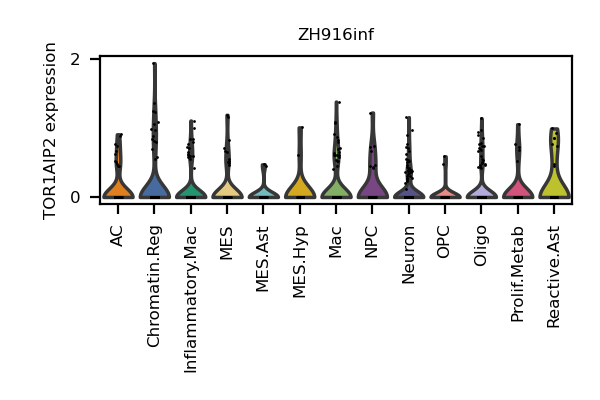 ZH916inf
TOR1AIP2 expression
2
0
AC
Chromatin.Reg
Inflammatory.Mac
MES
MES.Ast
MES.Hyp
Mac
NPC
Neuron
OPC
Oligo
Prolif.Metab
Reactive.Ast